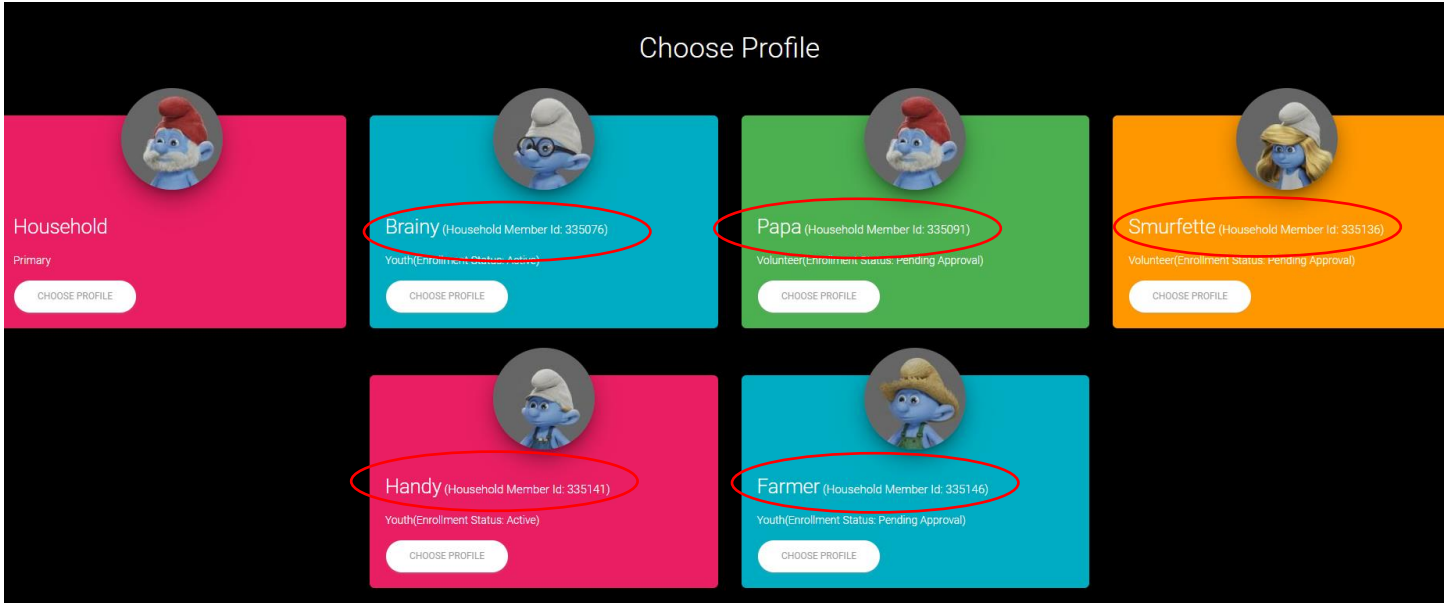 Choose Profile
Household
Primary
CHOOSE PROFILE
Brainy (Household Member Id: 335076)
Youth(Enrollment Status: Active)
CHOOSE PROFILE
Papa (Household Member Id: 335091)
Volunteer(Enrollment Status: Pending Approval)
CHOOSE PROFILE
Smurfette (Household Member Id: 335136)
Volunteer(Enrollment Status: Pending Approval)
CHOOSE PROFILE
Handy (Household Member Id: 335141)
Youth(Enrollment Status: Active)
CHOOSE PROFILE
Farmer (Household Member Id: 335146)
Youth(Enrollment Status: Pending Approval)
CHOOSE PROFILE